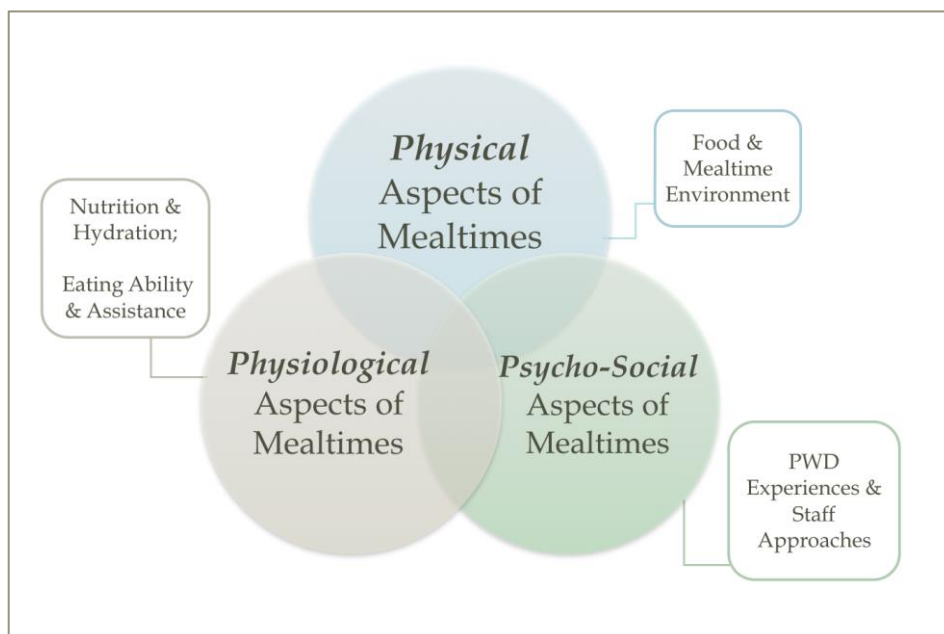 Physical
Aspects of
Mealtimes
Food &
Mealtime
Environment
Nutrition &
Hydration;
Eating Ability
& Assistance
Physiological
Aspects of
Mealtimes
Psycho-Social
Aspects of
Mealtimes
PWD
Experiences &
Staff
Approaches